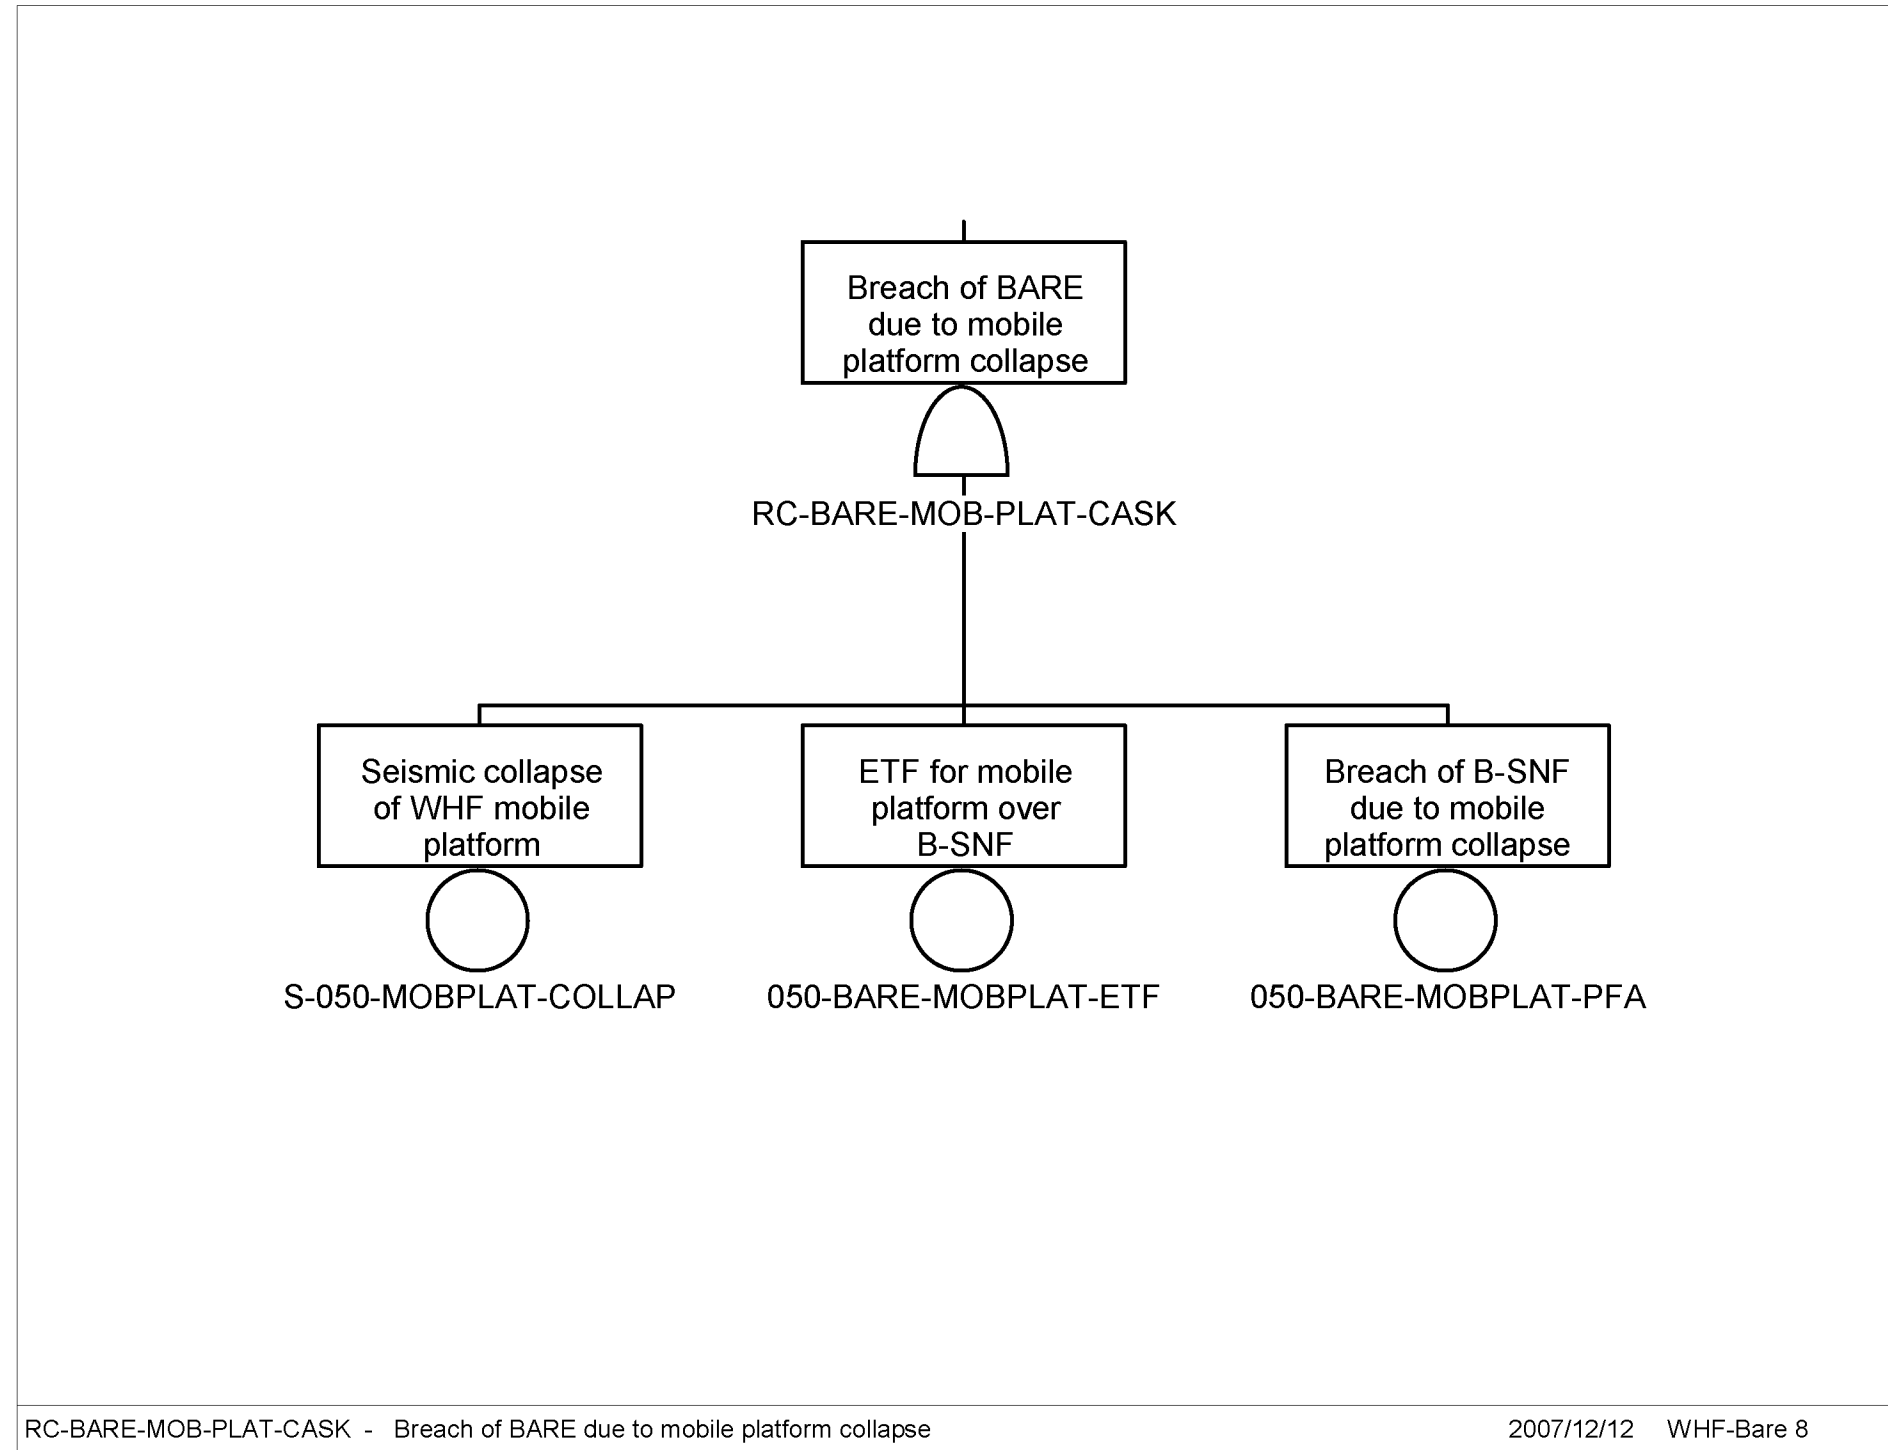 Breach of BARE
due to mobile
platform collapse
RC-BARE-MOB-PLAT-CASK
Seismic collapse
of WHF mobile
platform
S-050-MOBPLAT-COLLAP
ETF for mobile
platform over
B-SNF
050-BARE-MOBPLAT-ETF
Breach of B-SNF
due to mobile
platform collapse
050-BARE-MOBPLAT-PFA
RC-BARE-MOB-PLAT-CASK - Breach of BARE due to mobile platform collapse
2007/12/12 WHF-Bare 8